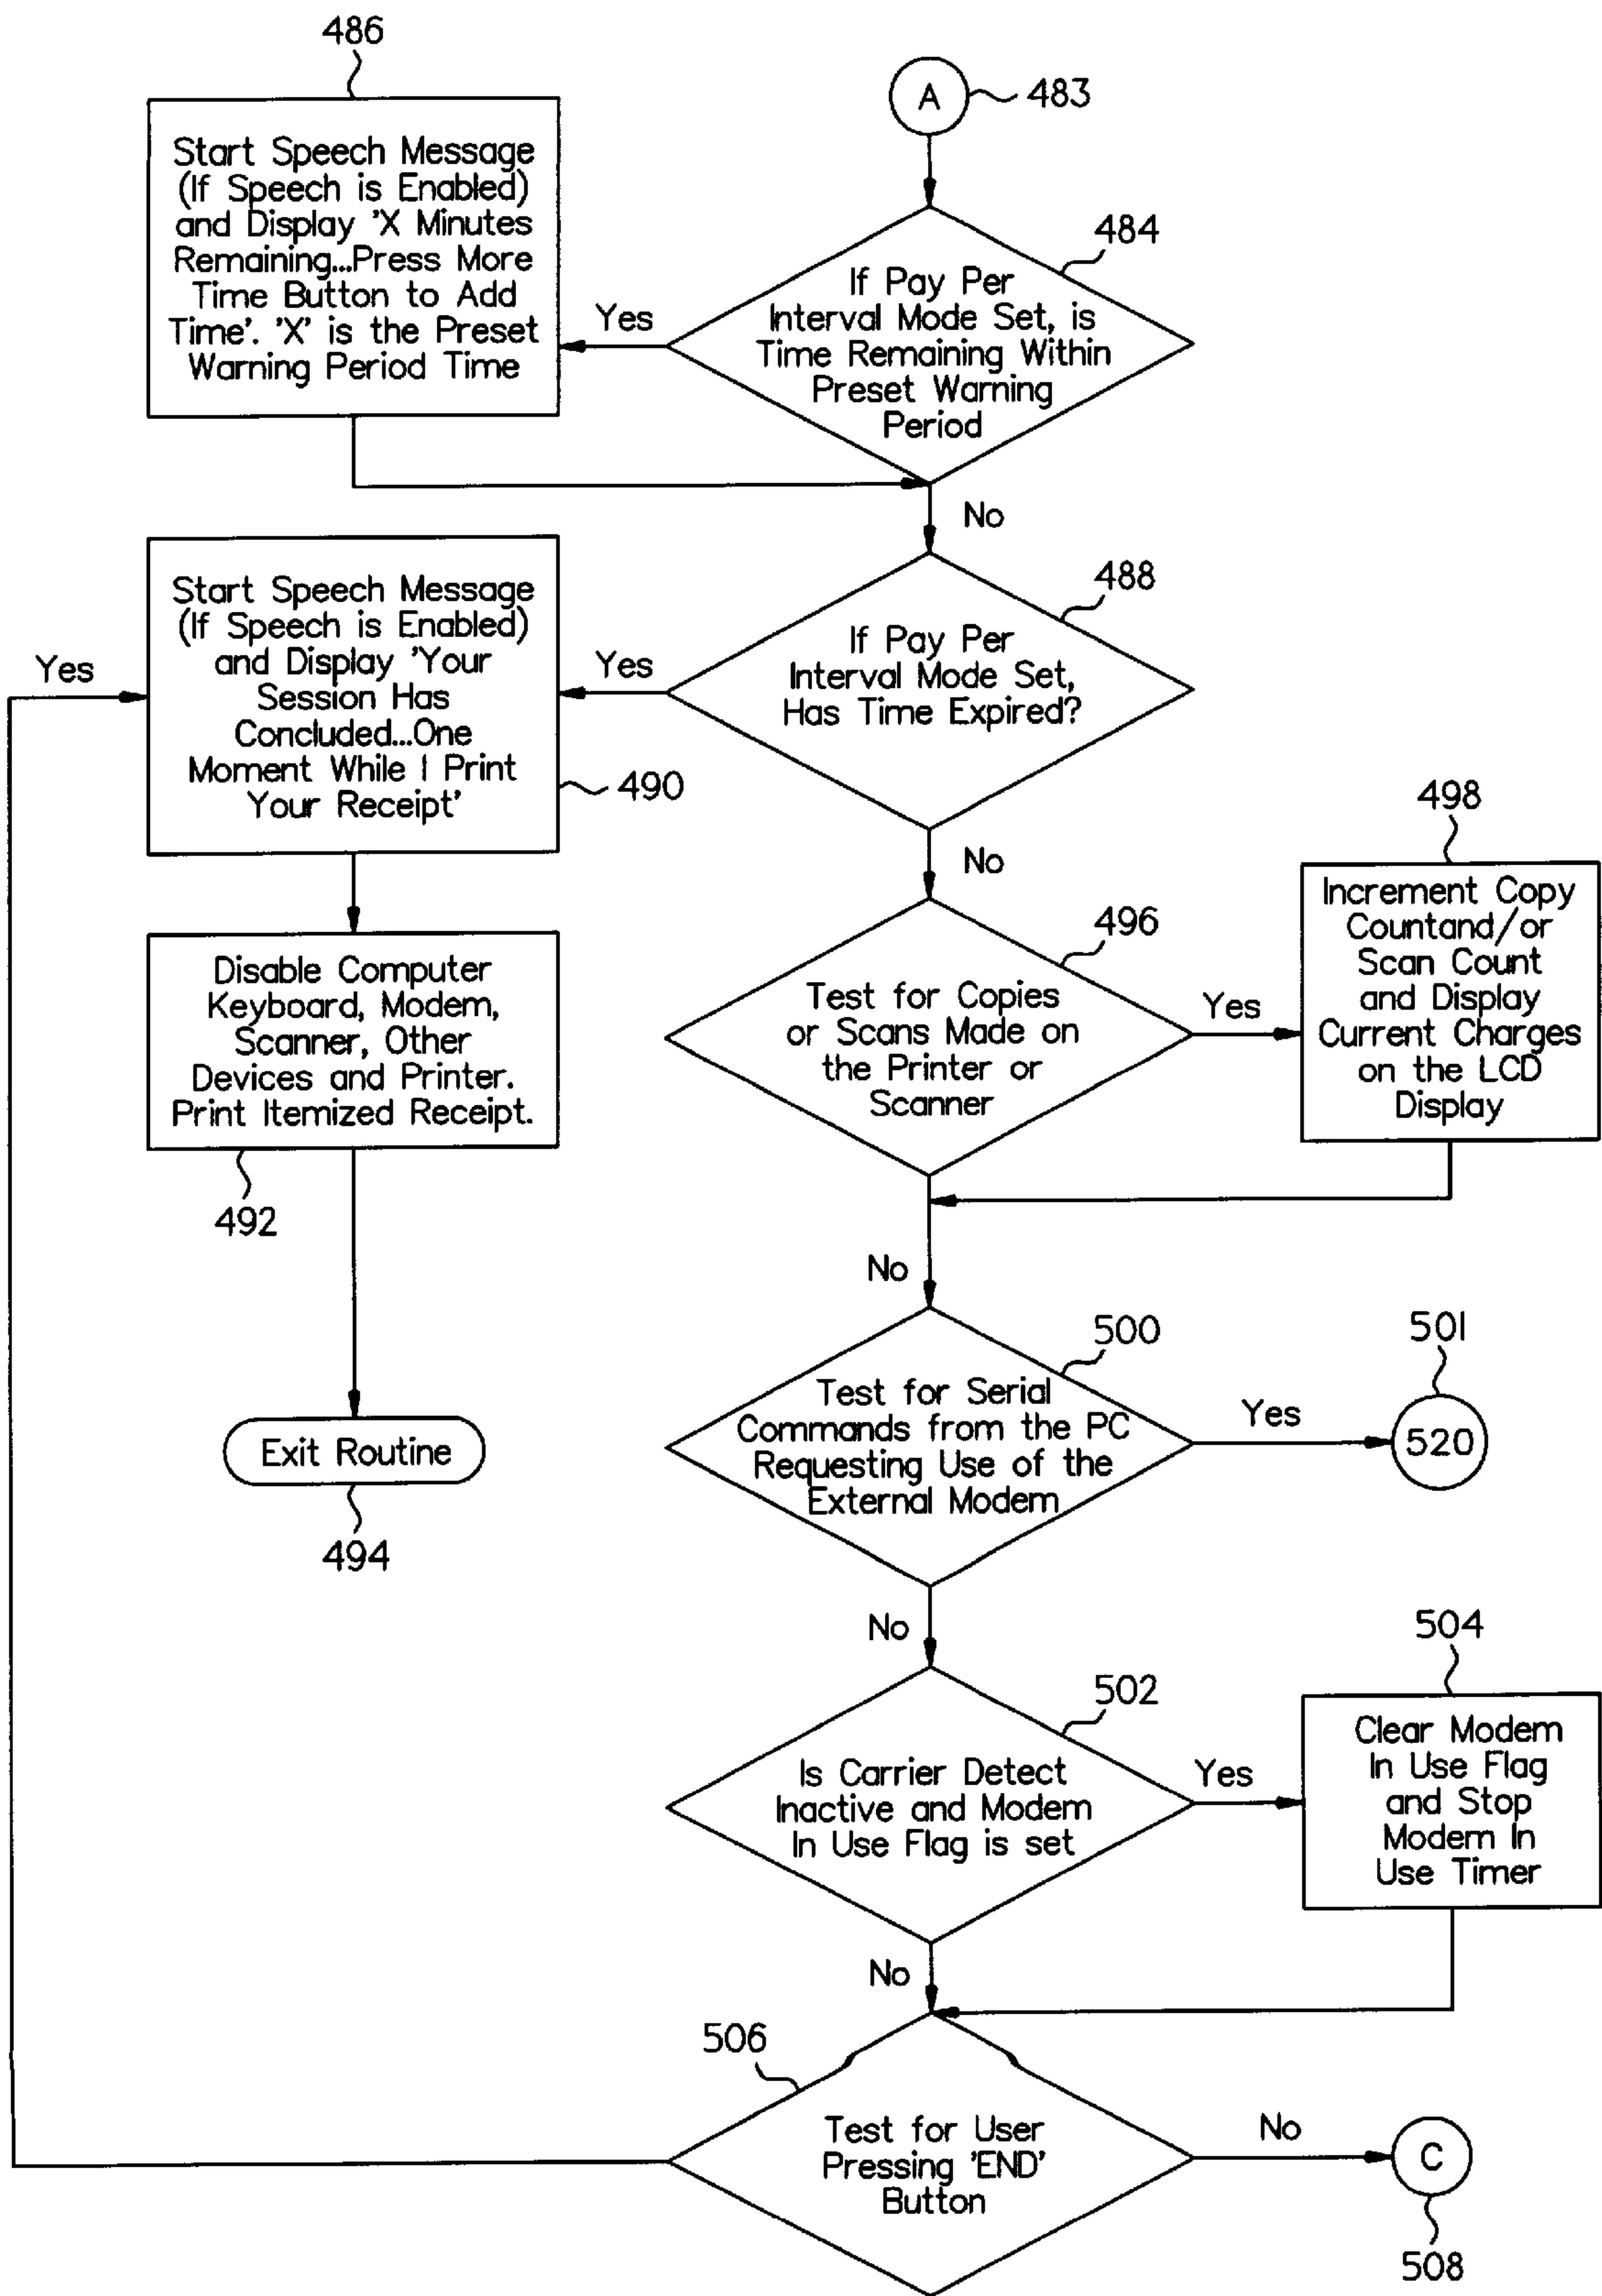 486
Start Speech Message
(If Speech is Enabled)
and Display 'X Minutes
Remaining...Press More
Time Button to Add
Time'. 'X' is the Preset
Warning Period Time
A
483
484
If Pay Per
Interval Mode Set, is
Time Remaining Within
Preset Warning
Period
Yes
No
488
If Pay Per
Interval Mode Set,
Has Time Expired?
Yes
Yes
Start Speech Message
(If Speech is Enabled)
and Display 'Your
Session Has
Concluded...One
Moment While I Print
Your Receipt'
490
No
Disable Computer
Keyboard, Modem,
Scanner, Other
Devices and Printer.
Print Itemized Receipt.
492
Exit Routine
494
496
Test for Copies
or Scans Made on
the Printer or
Scanner
Yes
498
Increment Copy
Countand/or
Scan Count
and Display
Current Charges
on the LCD
Display
No
500
Test for Serial
Commands from the PC
Requesting Use of the
External Modem
Yes
501
520
No
502
Is Carrier Detect
Inactive and Modem
In Use Flag is set
Yes
504
Clear Modem
In Use Flag
and Stop
Modem In
Use Timer
No
506
Test for User
Pressing 'END'
Button
No
C
508